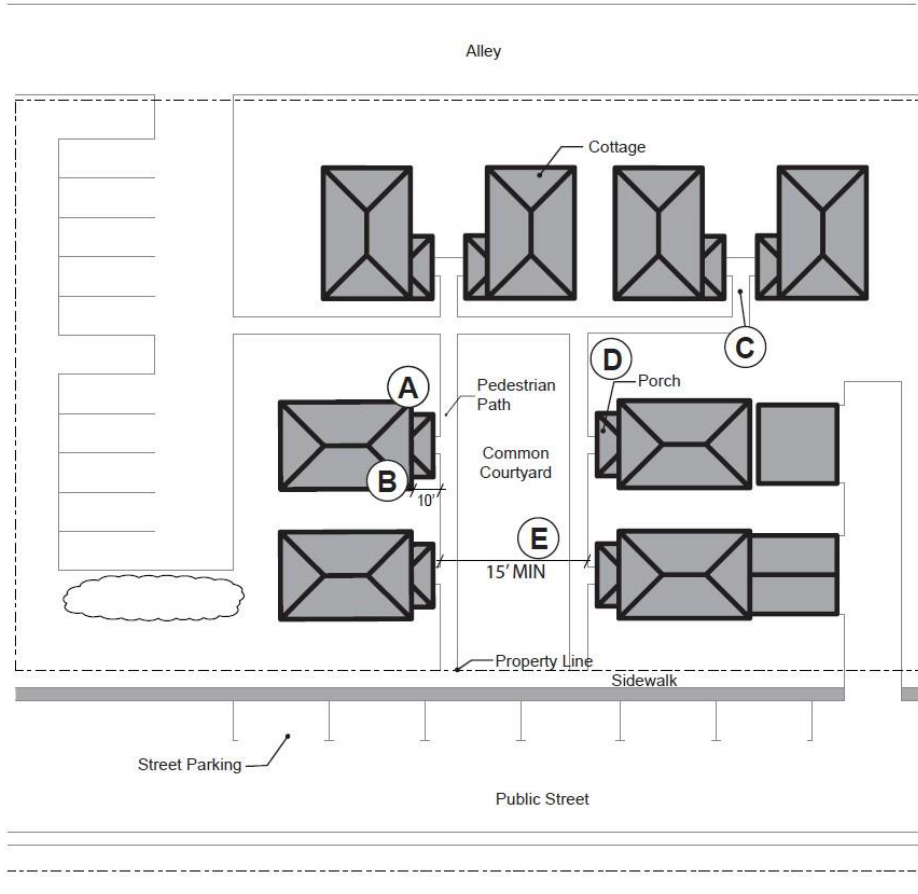 Alley
Cottage
C
D
A
Porch
Pedestrian
Path
Common
Courtyard
B
10'
E
15' MIN
Property Line
Sidewalk
Street Parking
Public Street